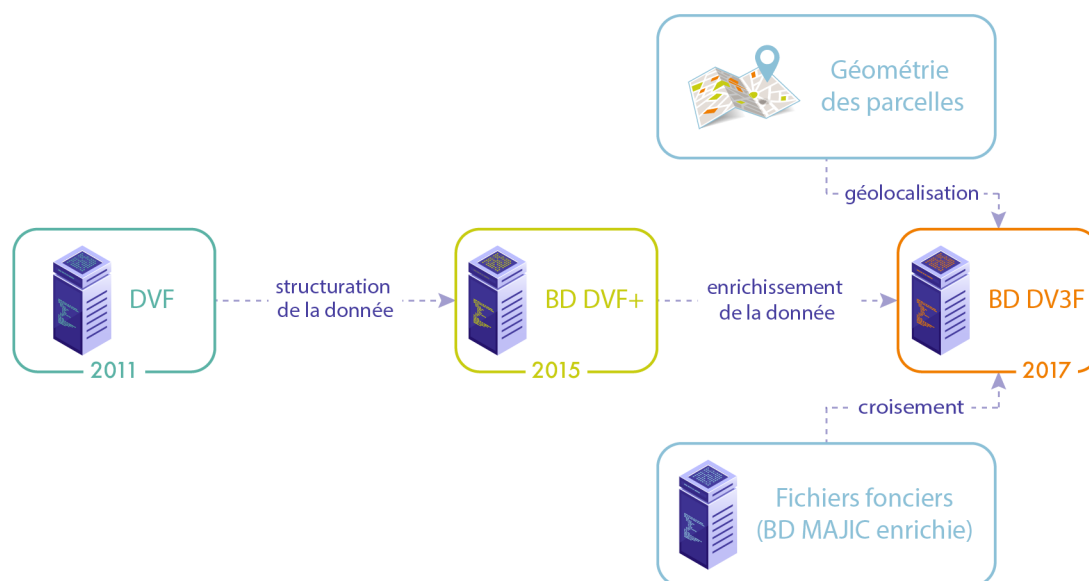 Géométrie
des parcelles
géolocalisation
DVF
2011
structuration
de la donnée
BD DVF+
2015
enrichissement
de la donnée
BD DV3F
2017
croisement
Fichiers fonciers
(BD MAJIC enrichie)